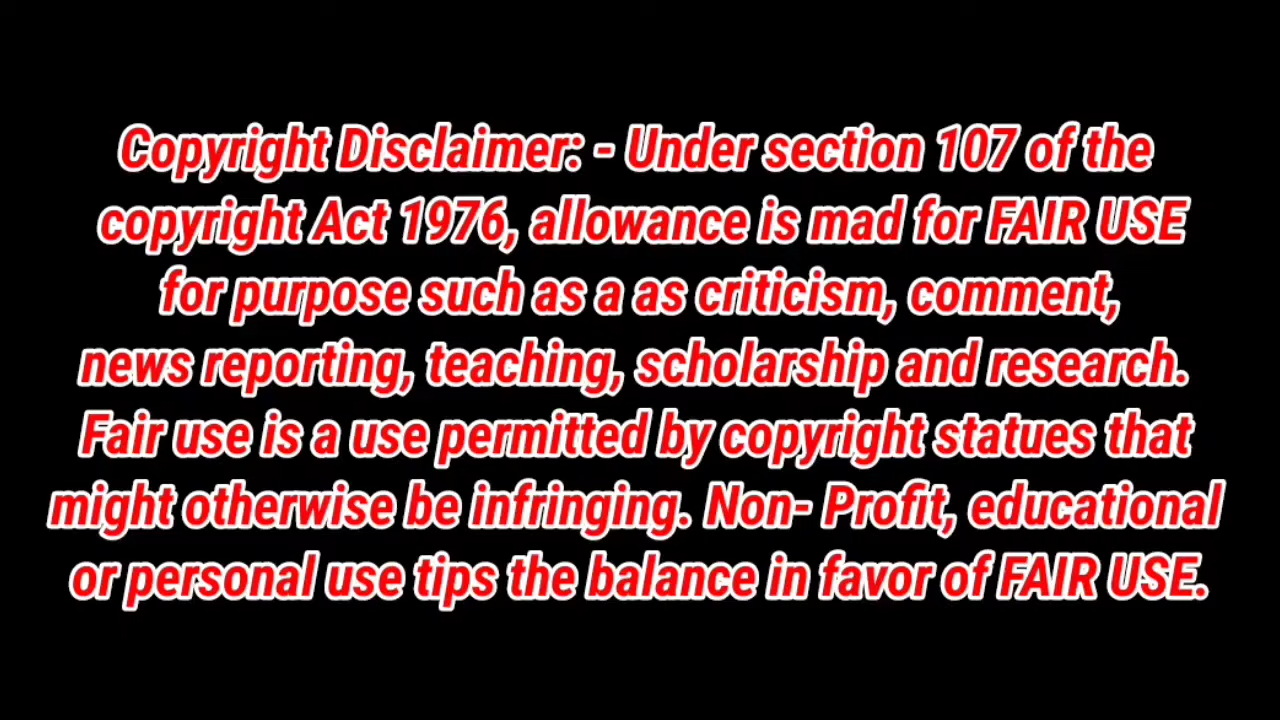 Copyright Disclaimer: - Under section 107 of the
copyright Act 1976, allowance is mad for FAIR USE
for purpose such as a as criticism, comment,
news reporting, teaching, scholarship and research.
Fair use is a use permitted by copyright statues that
might otherwise be infringing. Non- Profit, educational
or personal use tips the balance in favor of FAIR USE.